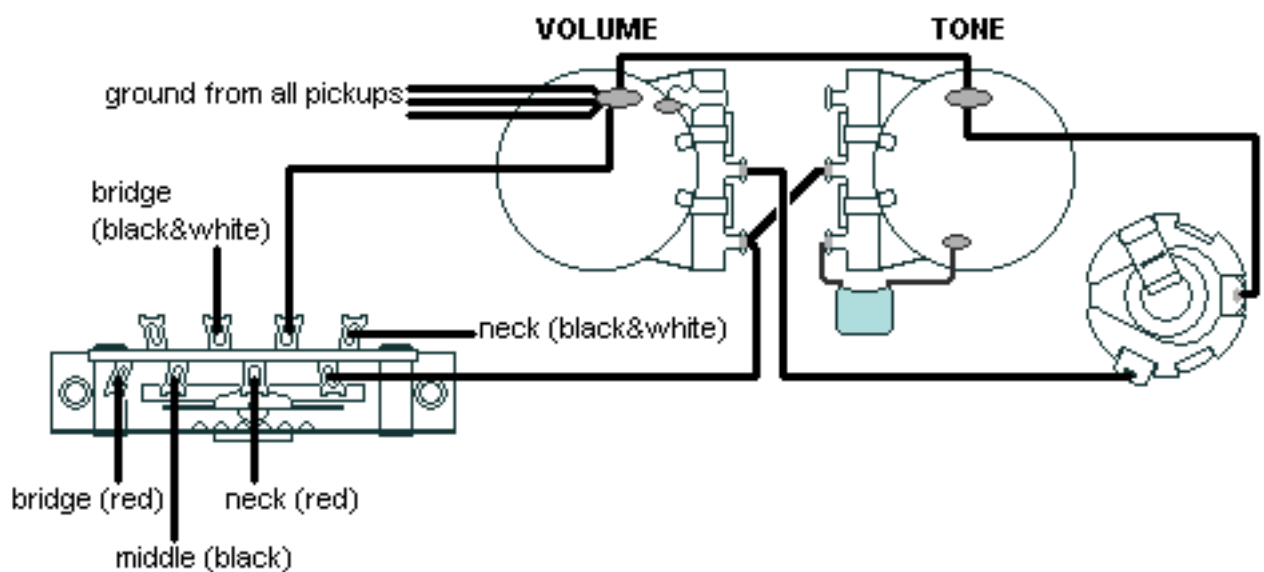 VOLUME
TONE
ground from all pickups
bridge
(black&white)
neck (black&white)
bridge (red)
neck (red)
middle (black)